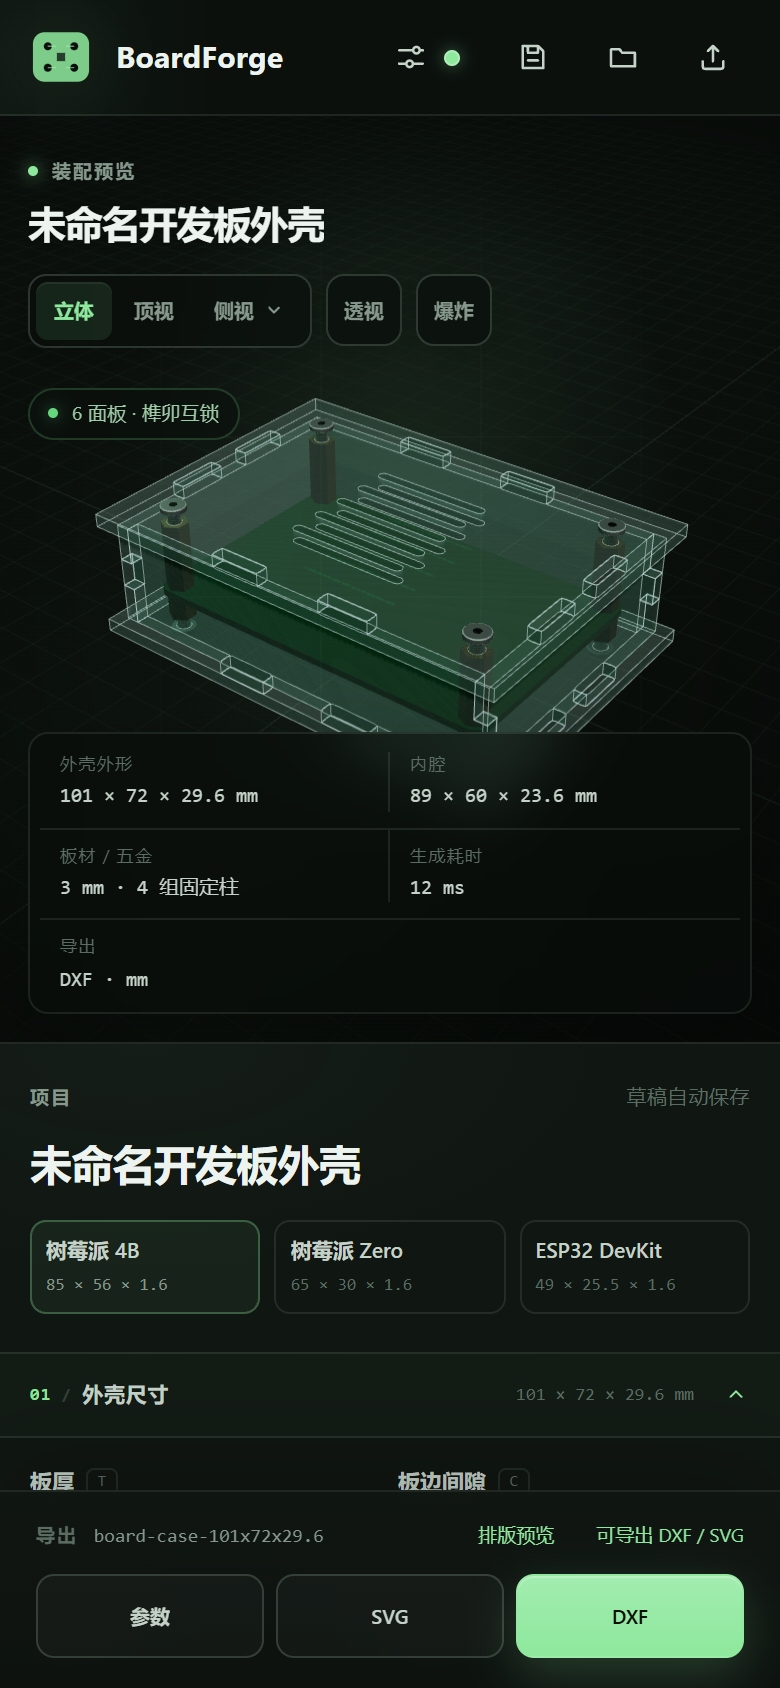 BoardForge
装配预览
未命名开发板外壳
立体 顶视 侧视 透视 爆炸
6 面板 · 榫卯互锁
外壳外形 内腔
101 × 72 × 29.6 mm 89 × 60 × 23.6 mm
板材 / 五金 生成耗时
3 mm · 4 组固定柱 12 ms
导出
DXF · mm
项目 草稿自动保存
未命名开发板外壳
树莓派 4B 树莓派 Zero ESP32 DevKit
85 × 56 × 1.6 65 × 30 × 1.6 49 × 25.5 × 1.6
01 / 外壳尺寸 101 × 72 × 29.6 mm
板厚 T 板边间隙 C
导出 board-case-101x72x29.6 排版预览 可导出 DXF / SVG
参数 SVG DXF